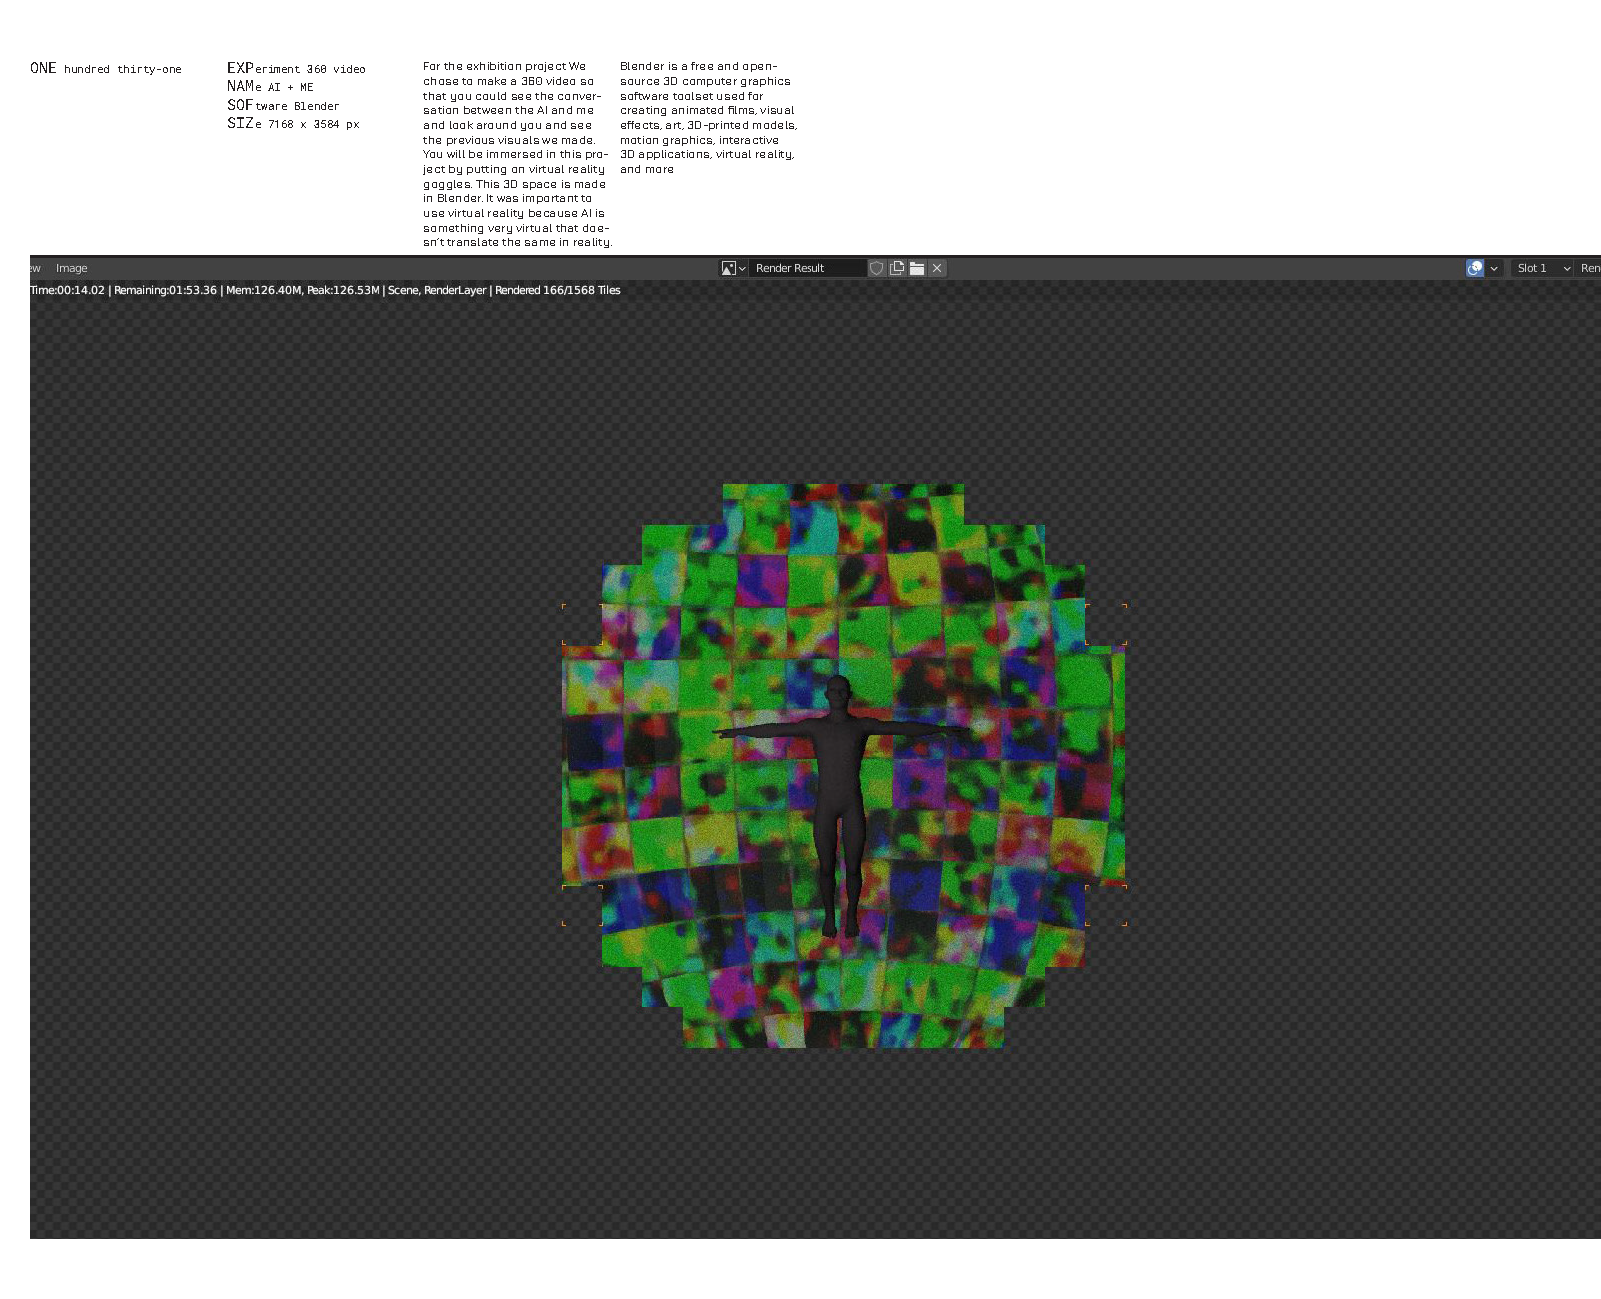 ONE hundred thirty-one
EXPeriment 360 video
NAMe AI + ME
SOFtware Blender
SIZe 7168 x 3584 px
For the exhibition project We
chose to make a 360 video so
that you could see the conver-
sation between the AI and me
and look around you and see
the previous visuals we made.
You will be immersed in this pro-
ject by putting on virtual reality
goggles. This 3D space is made
in Blender. It was important to
use virtual reality because AI is
something very virtual that doe-
sn't translate the same in reality.
Blender is a free and open-
source 3D computer graphics
software toolset used for
creating animated films, visual
effects, art, 3D-printed models,
motion graphics, interactive
3D applications, virtual reality,
and more
ew Image Render Result Slot 1 Ren
Time:00:14.02 | Remaining:01:53.36 | Mem:126.40M, Peak:126.53M | Scene, RenderLayer | Rendered 166/1568 Tiles